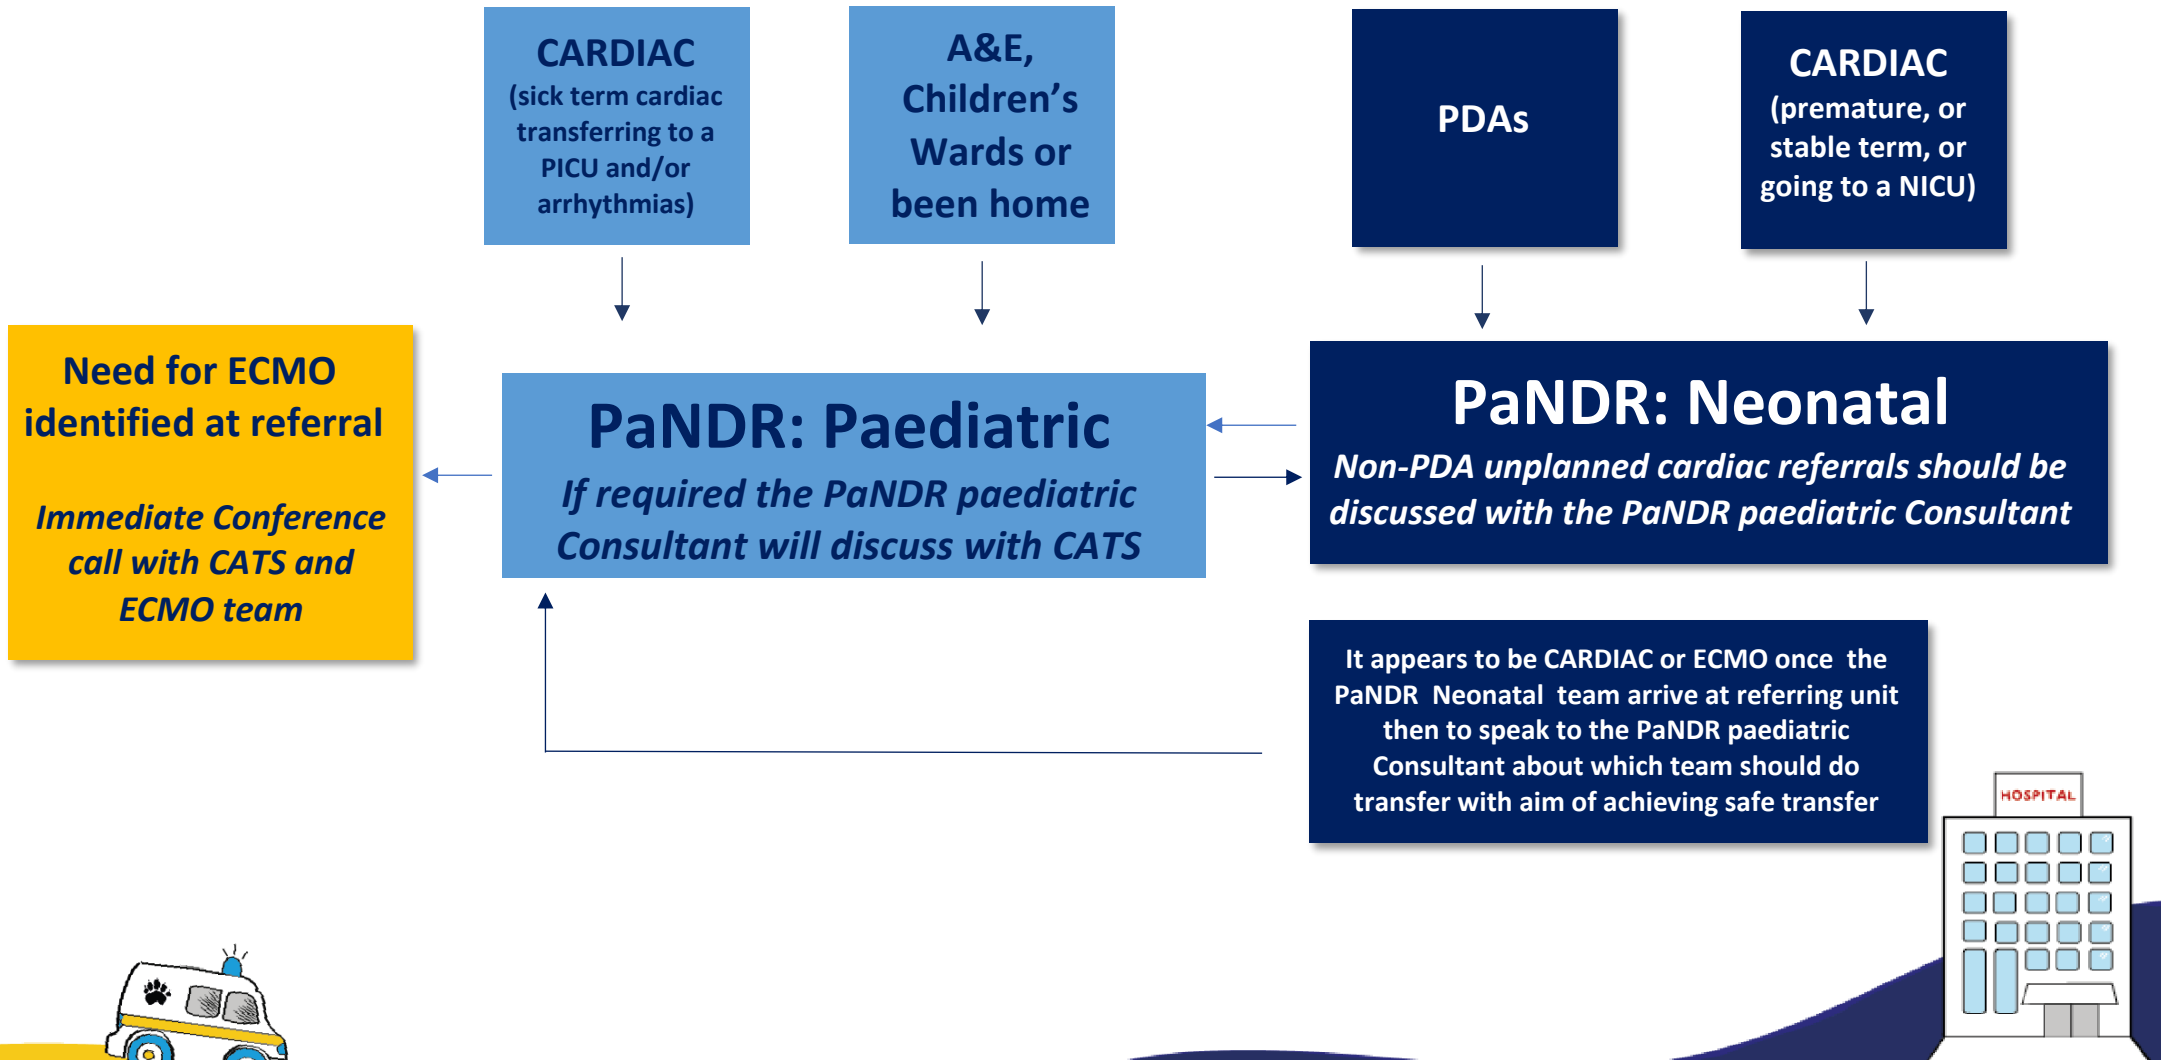 CARDIAC
(sick term cardiac
transferring to a
PICU and/or
arrhythmias)
A&E,
Children’s
Wards or
been home
PDAs
CARDIAC
(premature, or
stable term, or
going to a NICU)
Need for ECMO
identified at referral
Immediate Conference
call with CATS and
ECMO team
PaNDR: Paediatric
If required the PaNDR paediatric
Consultant will discuss with CATS
PaNDR: Neonatal
Non-PDA unplanned cardiac referrals should be
discussed with the PaNDR paediatric Consultant
It appears to be CARDIAC or ECMO once the
PaNDR Neonatal team arrive at referring unit
then to speak to the PaNDR paediatric
Consultant about which team should do
transfer with aim of achieving safe transfer
HOSPITAL